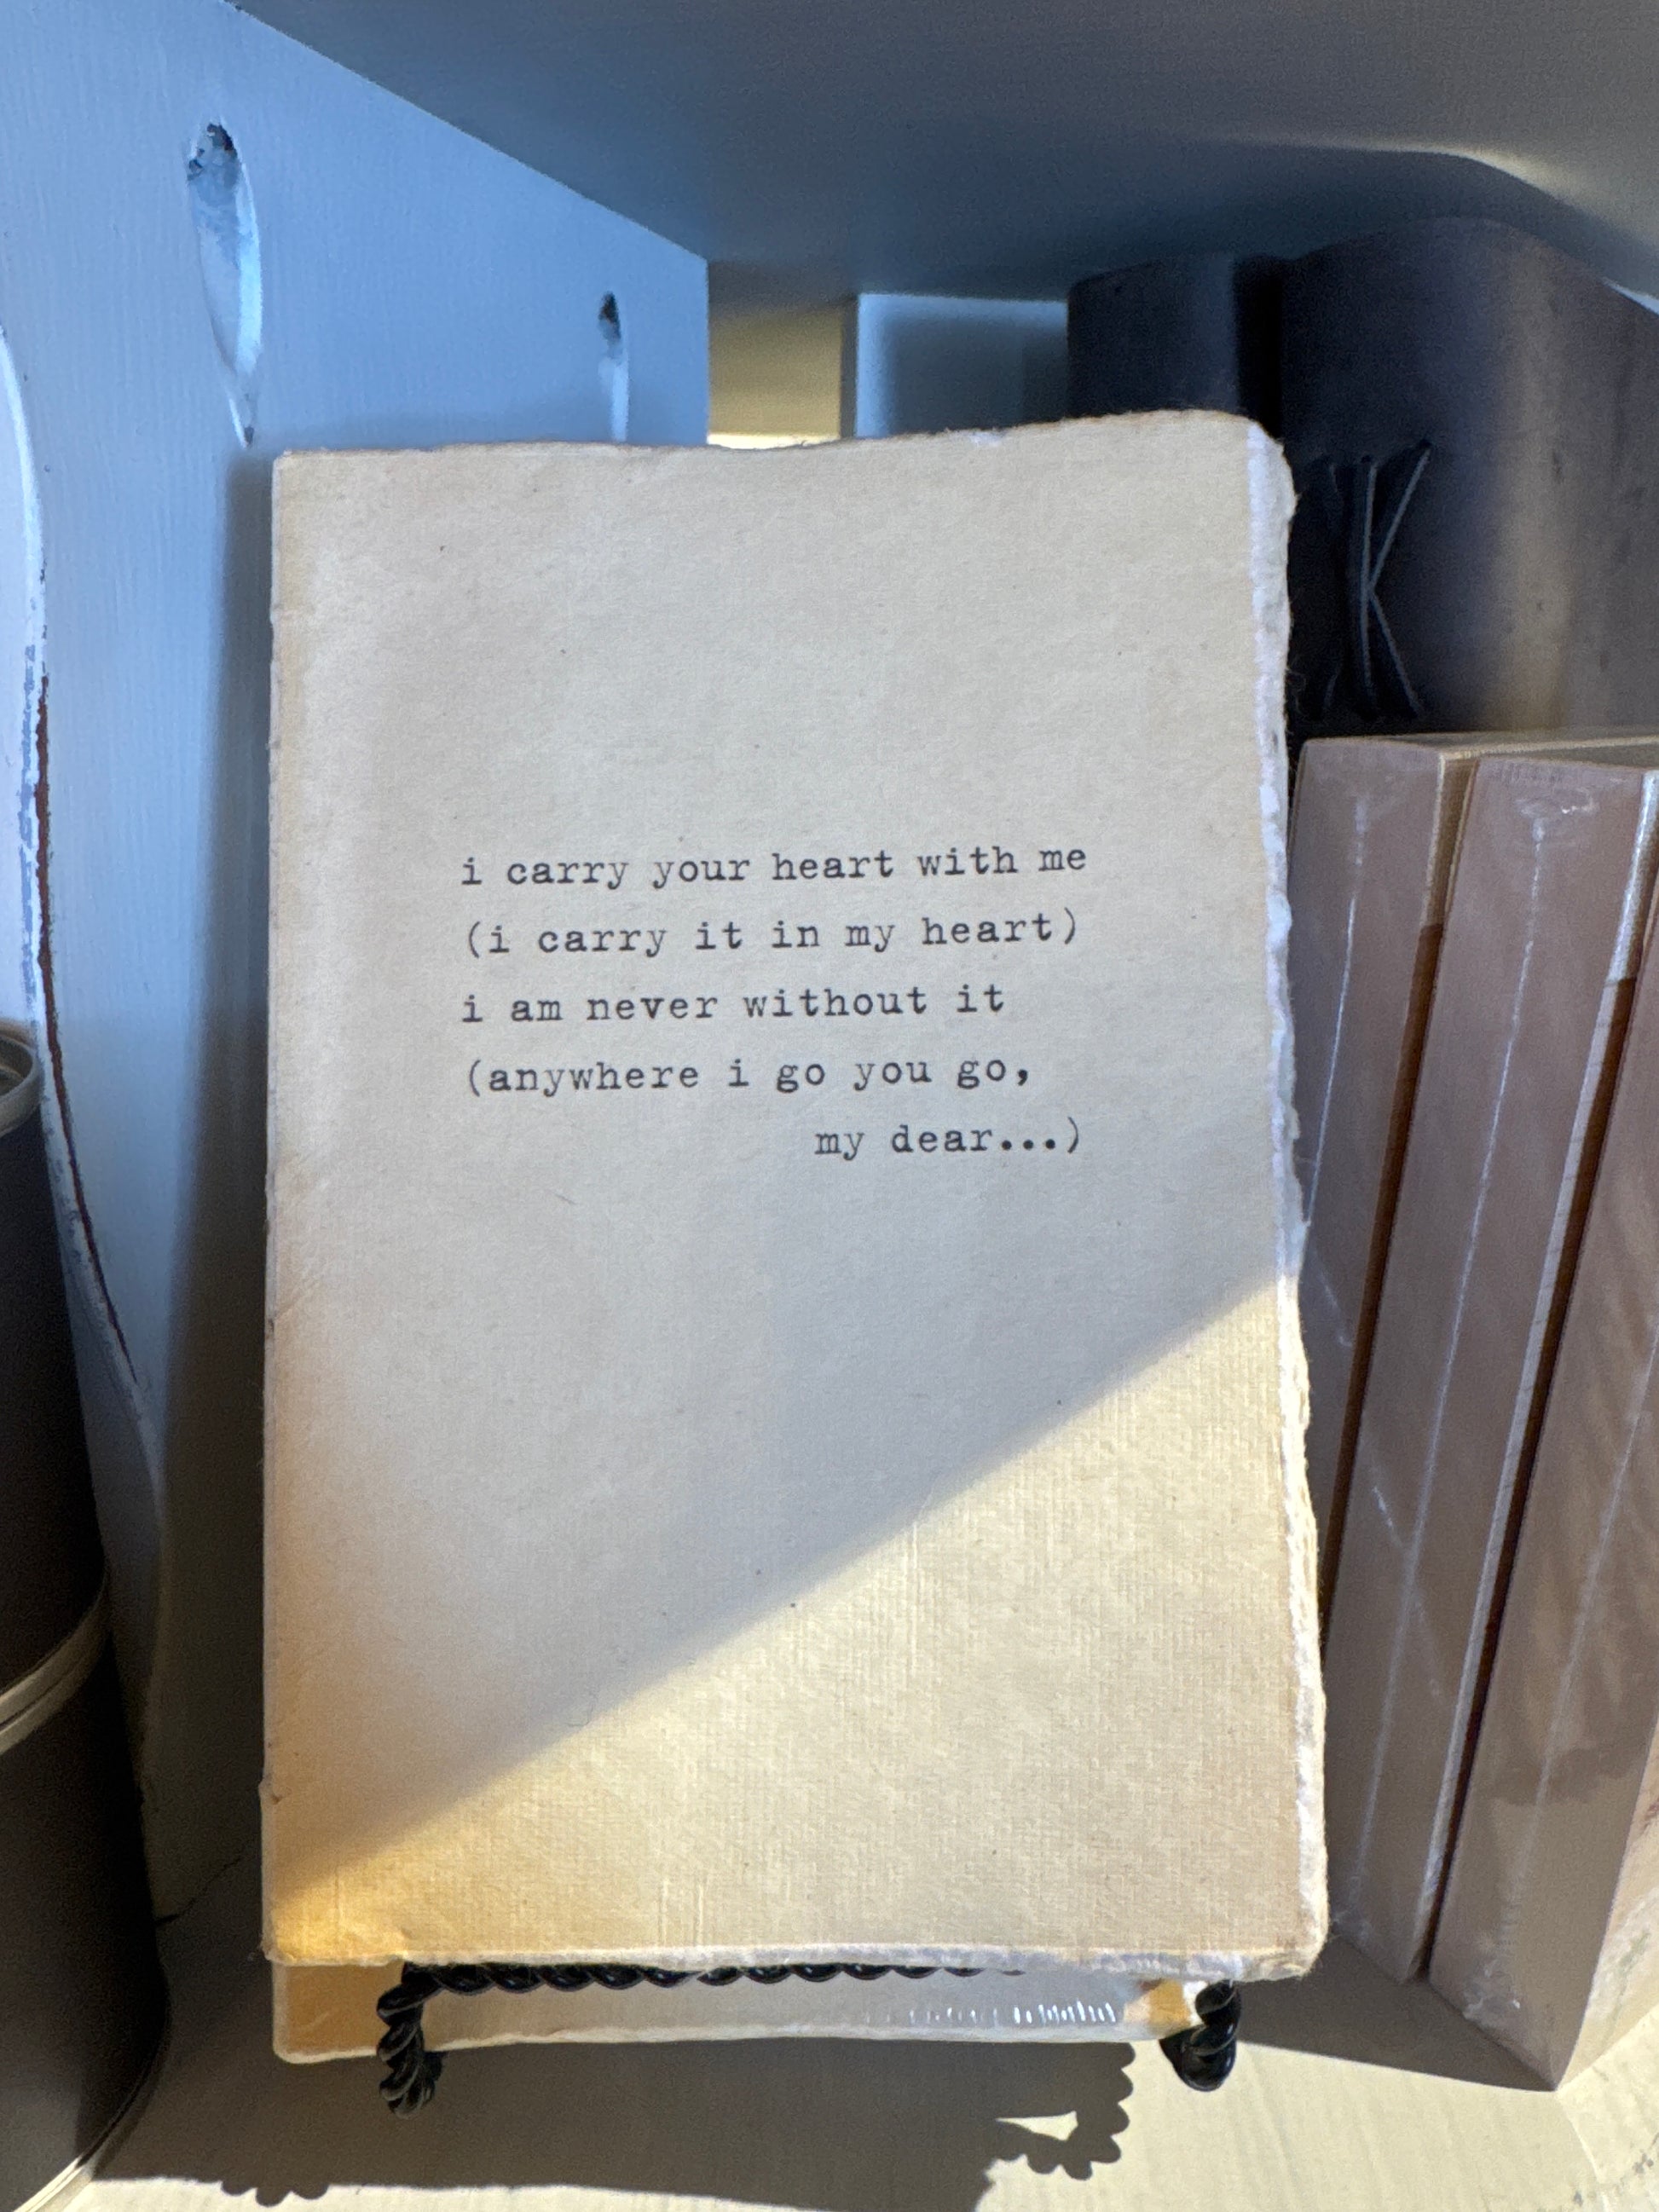 i carry your heart with me
(i carry it in my heart)
i am never without it
(anywhere i go you go,
my dear...)
K